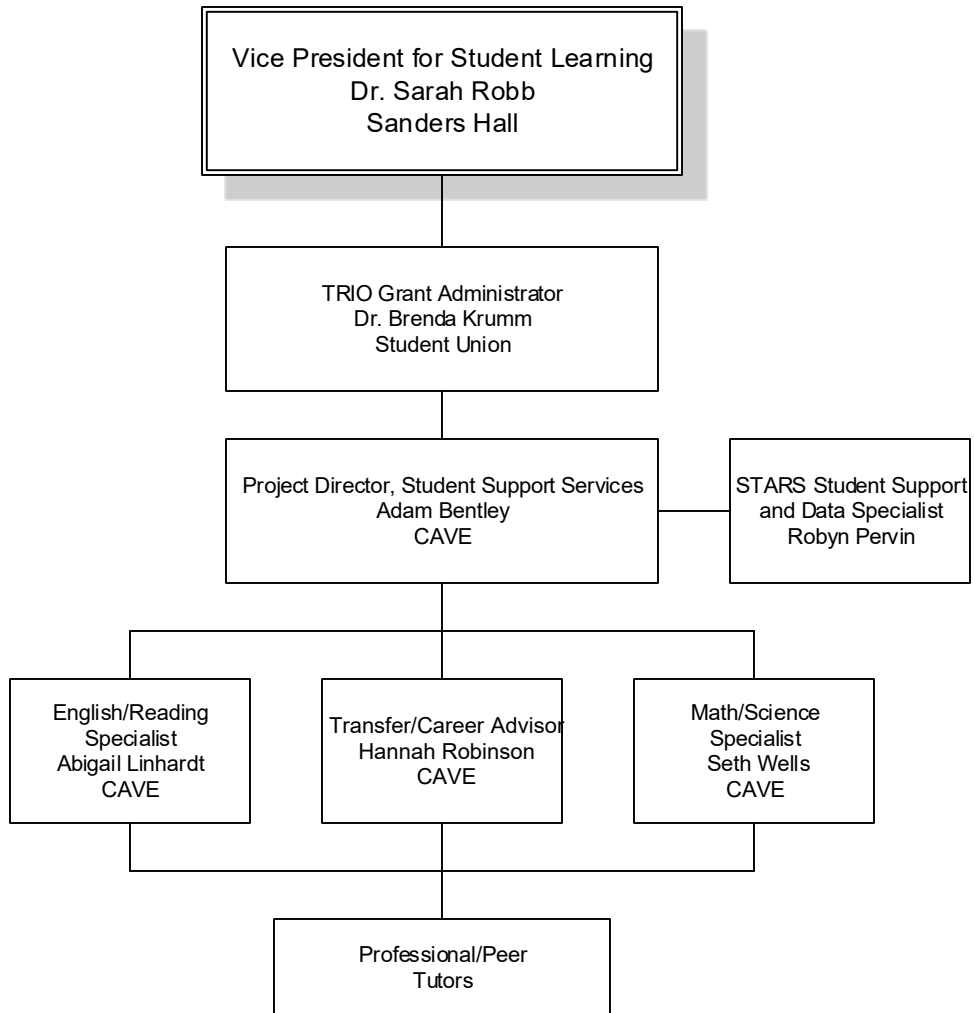 Vice President for Student Learning
Dr. Sarah Robb
Sanders Hall
TRIO Grant Administrator
Dr. Brenda Krumm
Student Union
Project Director, Student Support Services
Adam Bentley
CAVE
STARS Student Support
and Data Specialist
Robyn Pervin
English/Reading
Specialist
Abigail Linhardt
CAVE
Transfer/Career Advisor
Hannah Robinson
CAVE
Math/Science
Specialist
Seth Wells
CAVE
Professional/Peer
Tutors